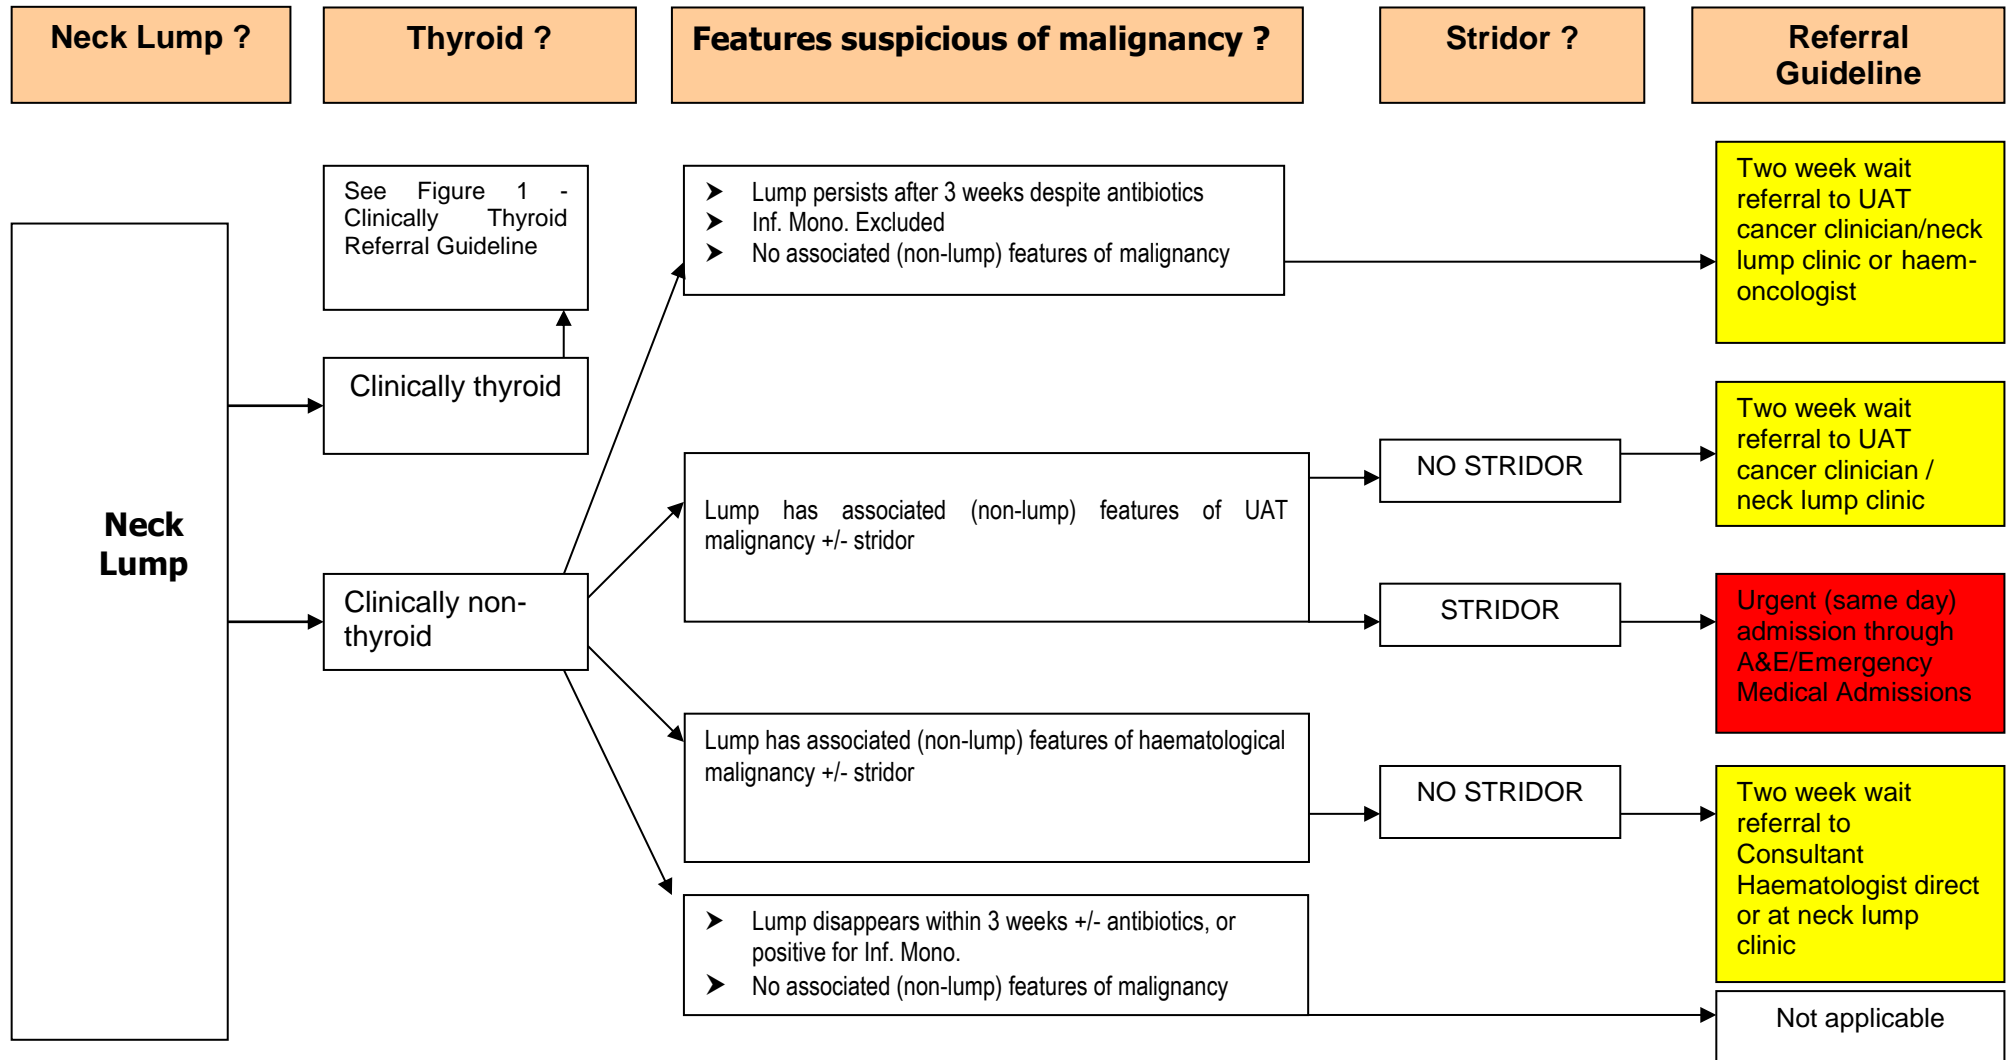 Neck Lump ?
Thyroid ?
Features suspicious of malignancy ?
Stridor ?
Referral
Guideline
Neck
Lump
See Figure 1 -
Clinically Thyroid
Referral Guideline
Clinically thyroid
Clinically non-
thyroid
➤ Lump persists after 3 weeks despite antibiotics
➤ Inf. Mono. Excluded
➤ No associated (non-lump) features of malignancy
Two week wait
referral to UAT
cancer clinician/neck
lump clinic or haem-
oncologist
Lump has associated (non-lump) features of UAT
malignancy +/- stridor
NO STRIDOR
Two week wait
referral to UAT
cancer clinician /
neck lump clinic
STRIDOR
Urgent (same day)
admission through
A&E/Emergency
Medical Admissions
Lump has associated (non-lump) features of haematological
malignancy +/- stridor
NO STRIDOR
Two week wait
referral to
Consultant
Haematologist direct
or at neck lump
clinic
➤ Lump disappears within 3 weeks +/- antibiotics, or
positive for Inf. Mono.
➤ No associated (non-lump) features of malignancy
Not applicable